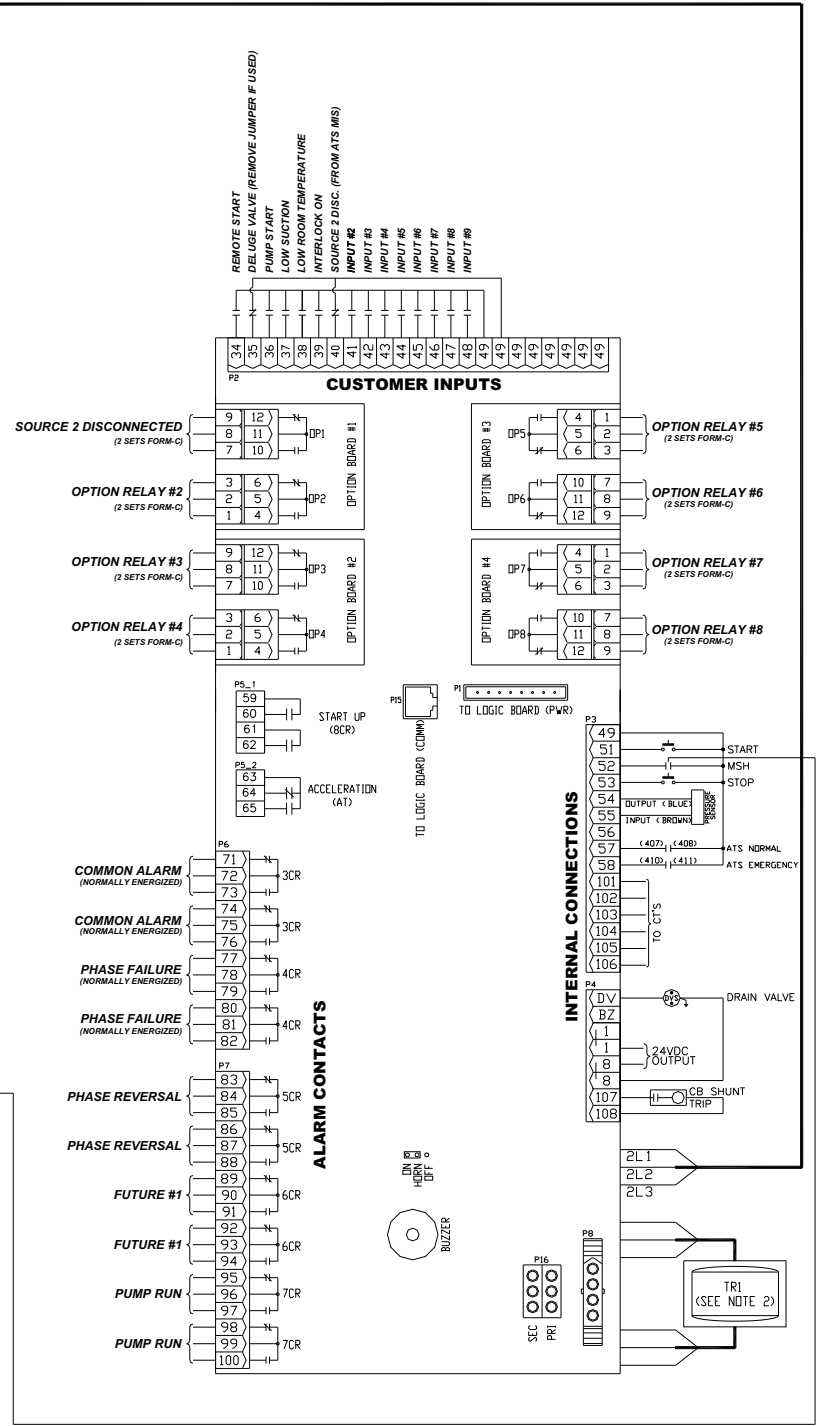 REMOTE START
DELUGE VALVE (REMOVE JUMPER IF USED)
PUMP START
LOW SUCTION
LOW ROOM TEMPERATURE
INTERLOCK ON
SOURCE 2 DISC. (FROM ATS MIS)
INPUT #2
INPUT #3
INPUT #4
INPUT #5
INPUT #6
INPUT #7
INPUT #8
INPUT #9
34
35
36
37
38
39
40
41
42
43
44
45
46
47
48
49
49
49
49
49
49
49
49
P2
CUSTOMER INPUTS
SOURCE 2 DISCONNECTED
(2 SETS FORM-C)
9 12
8 11
7 10
OP1
OPTION RELAY #2
(2 SETS FORM-C)
3 6
2 5
1 4
OP2
OPTION BOARD #1
OPTION RELAY #3
(2 SETS FORM-C)
9 12
8 11
7 10
OP3
OPTION RELAY #4
(2 SETS FORM-C)
3 6
2 5
1 4
OP4
OPTION BOARD #2
OPTION BOARD #3
OP5
4 1
5 2
6 3
OPTION RELAY #5
(2 SETS FORM-C)
OP6
10 7
11 8
12 9
OPTION RELAY #6
(2 SETS FORM-C)
OPTION BOARD #4
OP7
4 1
5 2
6 3
OPTION RELAY #7
(2 SETS FORM-C)
OP8
10 7
11 8
12 9
OPTION RELAY #8
(2 SETS FORM-C)
P5_1
59
60
61
62
START UP
(8CR)
P5_2
63
64
65
ACCELERATION
(AT)
P15
TO LOGIC BOARD (COMM)
P1
TO LOGIC BOARD (PWR)
P6
COMMON ALARM
(NORMALLY ENERGIZED)
71
72
73
3CR
COMMON ALARM
(NORMALLY ENERGIZED)
74
75
76
3CR
PHASE FAILURE
(NORMALLY ENERGIZED)
77
78
79
4CR
PHASE FAILURE
(NORMALLY ENERGIZED)
80
81
82
4CR
P7
PHASE REVERSAL
83
84
85
5CR
PHASE REVERSAL
86
87
88
5CR
FUTURE #1
89
90
91
6CR
FUTURE #1
92
93
94
6CR
PUMP RUN
95
96
97
7CR
PUMP RUN
98
99
100
7CR
ALARM CONTACTS
ON
HORN
OFF
BUZZER
INTERNAL CONNECTIONS
P3
49
51
START
52
MSH
53
STOP
54
OUTPUT (BLUE)
55
INPUT (BROWN)
PRESSURE
SENSOR
56
57
(407) (408)
ATS NORMAL
58
(410) (411)
ATS EMERGENCY
101
102
103
104
105
106
TO CT'S
P4
DV
DVS
DRAIN VALVE
BZ
1
1
8
8
24VDC
OUTPUT
107
108
CB SHUNT
TRIP
2L1
2L2
2L3
P16
SEC
PRI
P8
TR1
(SEE NOTE 2)